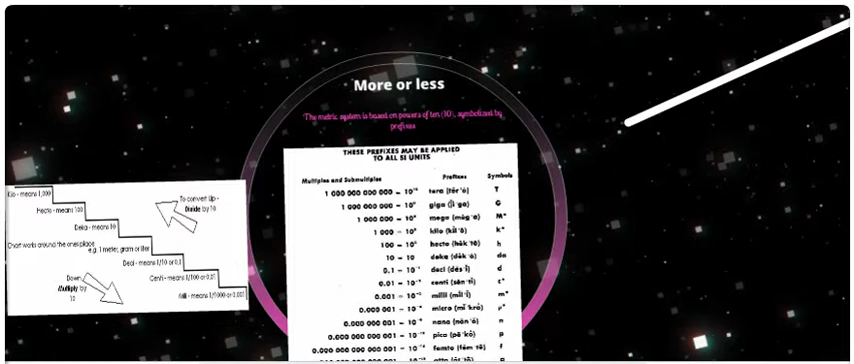 More or less
The metric system is based on powers of ten (10), symbolized by
prefixes
THESE PREFIXES MAY BE APPLIED
TO ALL SI UNITS
Multiples and Submultiples Prefixes Symbols
1 000 000 000 000 = 10¹² tera (tĕr′ȧ) T
1 000 000 000 = 10⁹ giga (jĭ′gȧ) G
1 000 000 = 10⁶ mega (mĕg′ȧ) M*
1 000 = 10³ kilo (kĭl′ō) k*
100 = 10² hecto (hĕk′tō) h
10 = 10 deka (dĕk′ȧ) da
0.1 = 10⁻¹ deci (dĕs′ĭ) d
0.01 = 10⁻² centi (sĕn′tĭ) c*
0.001 = 10⁻³ milli (mĭl′ĭ) m*
0.000 001 = 10⁻⁶ micro (mī′krō) μ*
0.000 000 001 = 10⁻⁹ nano (năn′ō) n
0.000 000 000 001 = 10⁻¹² pico (pē′kō) p
0.000 000 000 000 001 = 10⁻¹⁵ femto (fĕm′tō) f
Kilo - means 1,000
Hecto - means 100
Deka - means 10
Chart works around the ones place
e.g. 1 meter, gram or liter
Deci - means 1/10 or 0.1
Centi - means 1/100 or 0.01
Milli - means 1/1000 or 0.001
To convert Up -
Divide by 10
Down
Multiply by
10